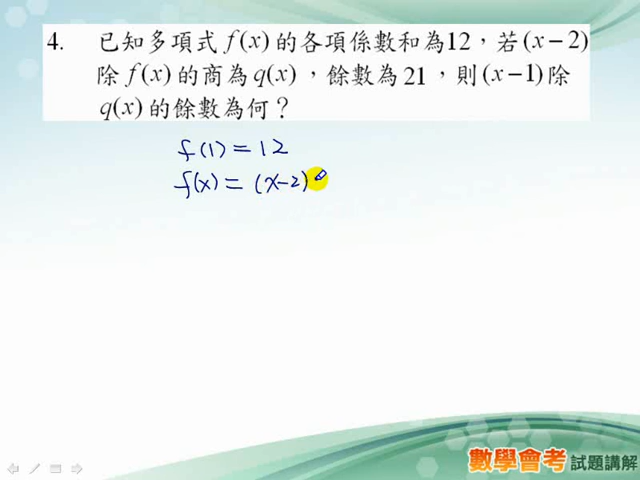 4. 已知多項式 f(x) 的各項係數和為12，若 (x−2)
除 f(x) 的商為 q(x) ，餘數為 21 ，則 (x−1) 除
q(x) 的餘數為何？
f(1) = 12
f(x) = (x-2)
數學會考 試題講解